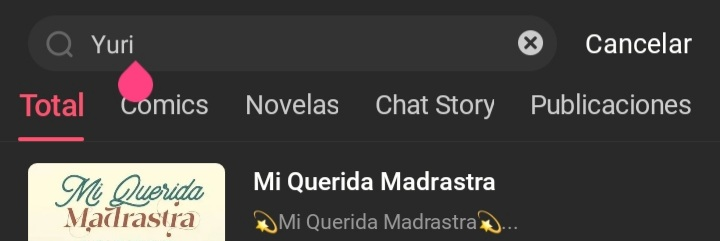 Yuri
Cancelar
Total
Comics
Novelas
Chat Story
Publicaciones
Mi Querida
Madrastra
Mi Querida Madrastra
💫Mi Querida Madrastra💫...